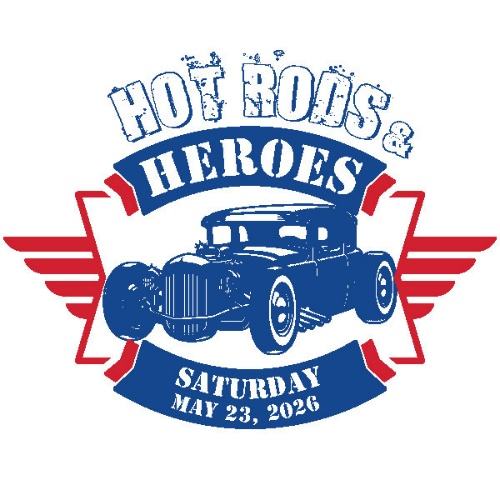 HOT RODS &
HEROES
SATURDAY
MAY 23, 2026